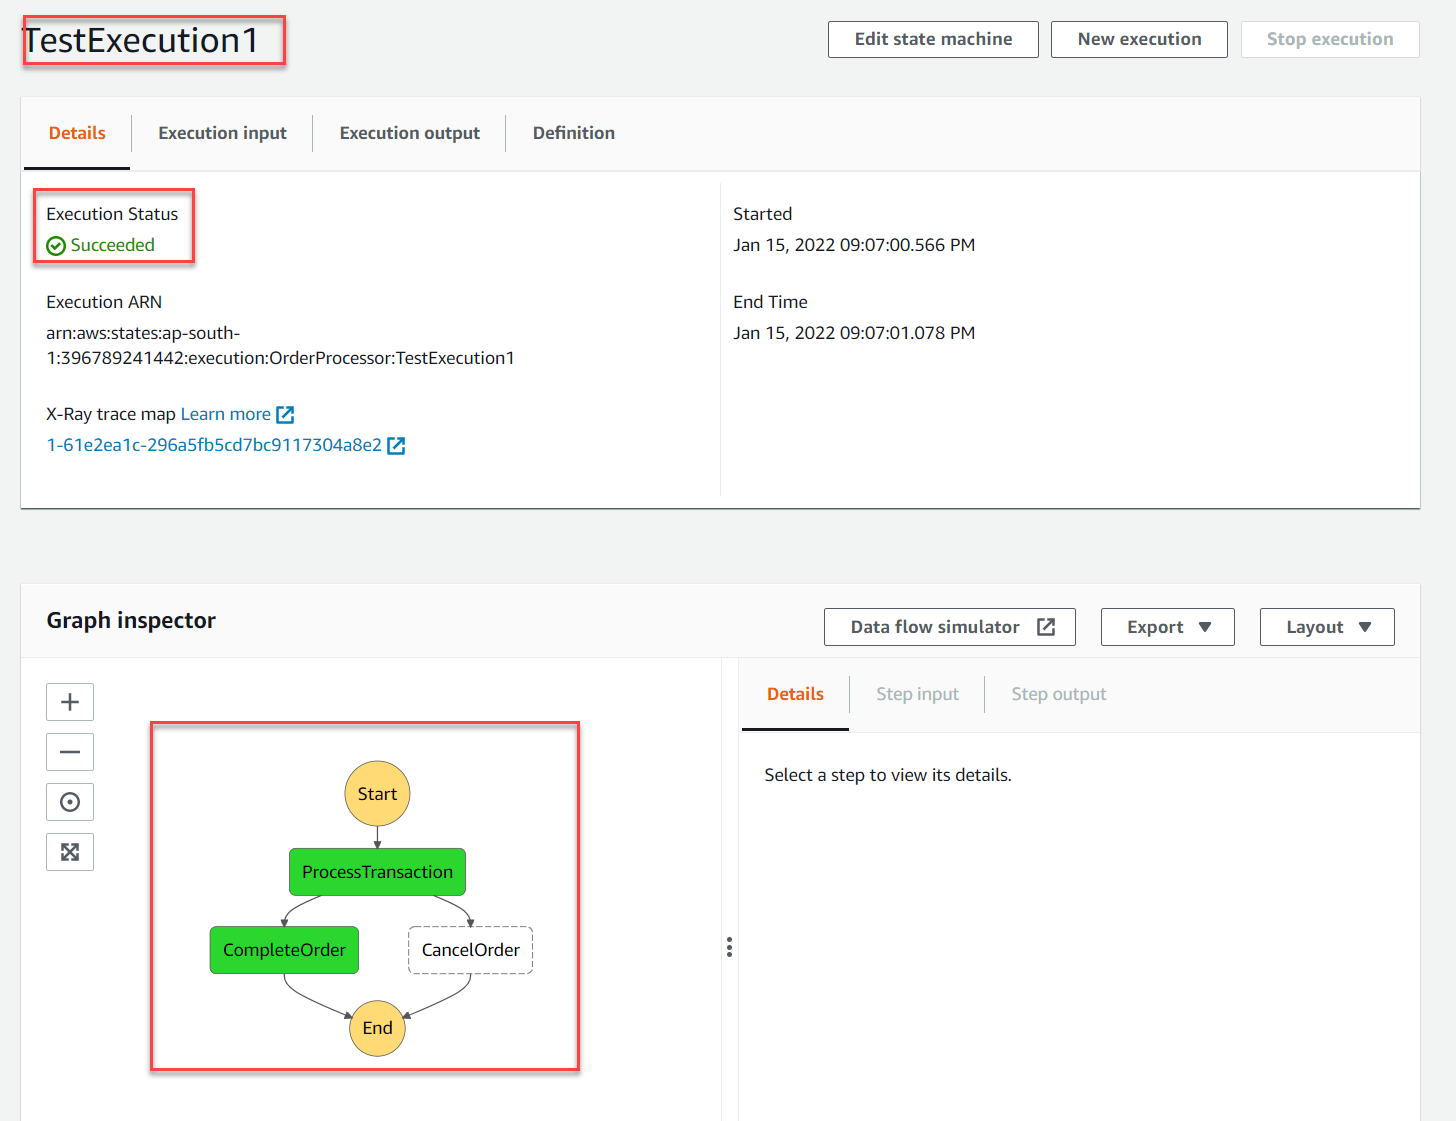 TestExecution1
Edit state machine
New execution
Stop execution
Details
Execution input
Execution output
Definition
Execution Status
Succeeded
Started
Jan 15, 2022 09:07:00.566 PM
Execution ARN
arn:aws:states:ap-south-
1:396789241442:execution:OrderProcessor:TestExecution1
End Time
Jan 15, 2022 09:07:01.078 PM
X-Ray trace map Learn more
1-61e2ea1c-296a5fb5cd7bc9117304a8e2
Graph inspector
Data flow simulator
Export
Layout
Details
Step input
Step output
Select a step to view its details.
Start
ProcessTransaction
CompleteOrder
CancelOrder
End